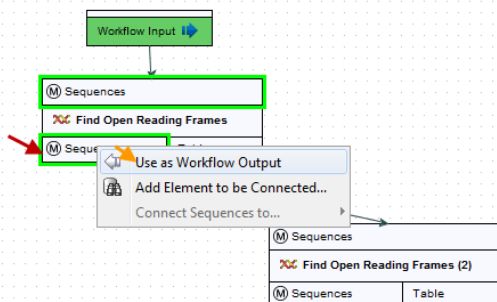 Workflow Input
M Sequences
Find Open Reading Frames
M Seque
Use as Workflow Output
Add Element to be Connected...
Connect Sequences to...
M Sequences
Find Open Reading Frames (2)
M Sequences Table